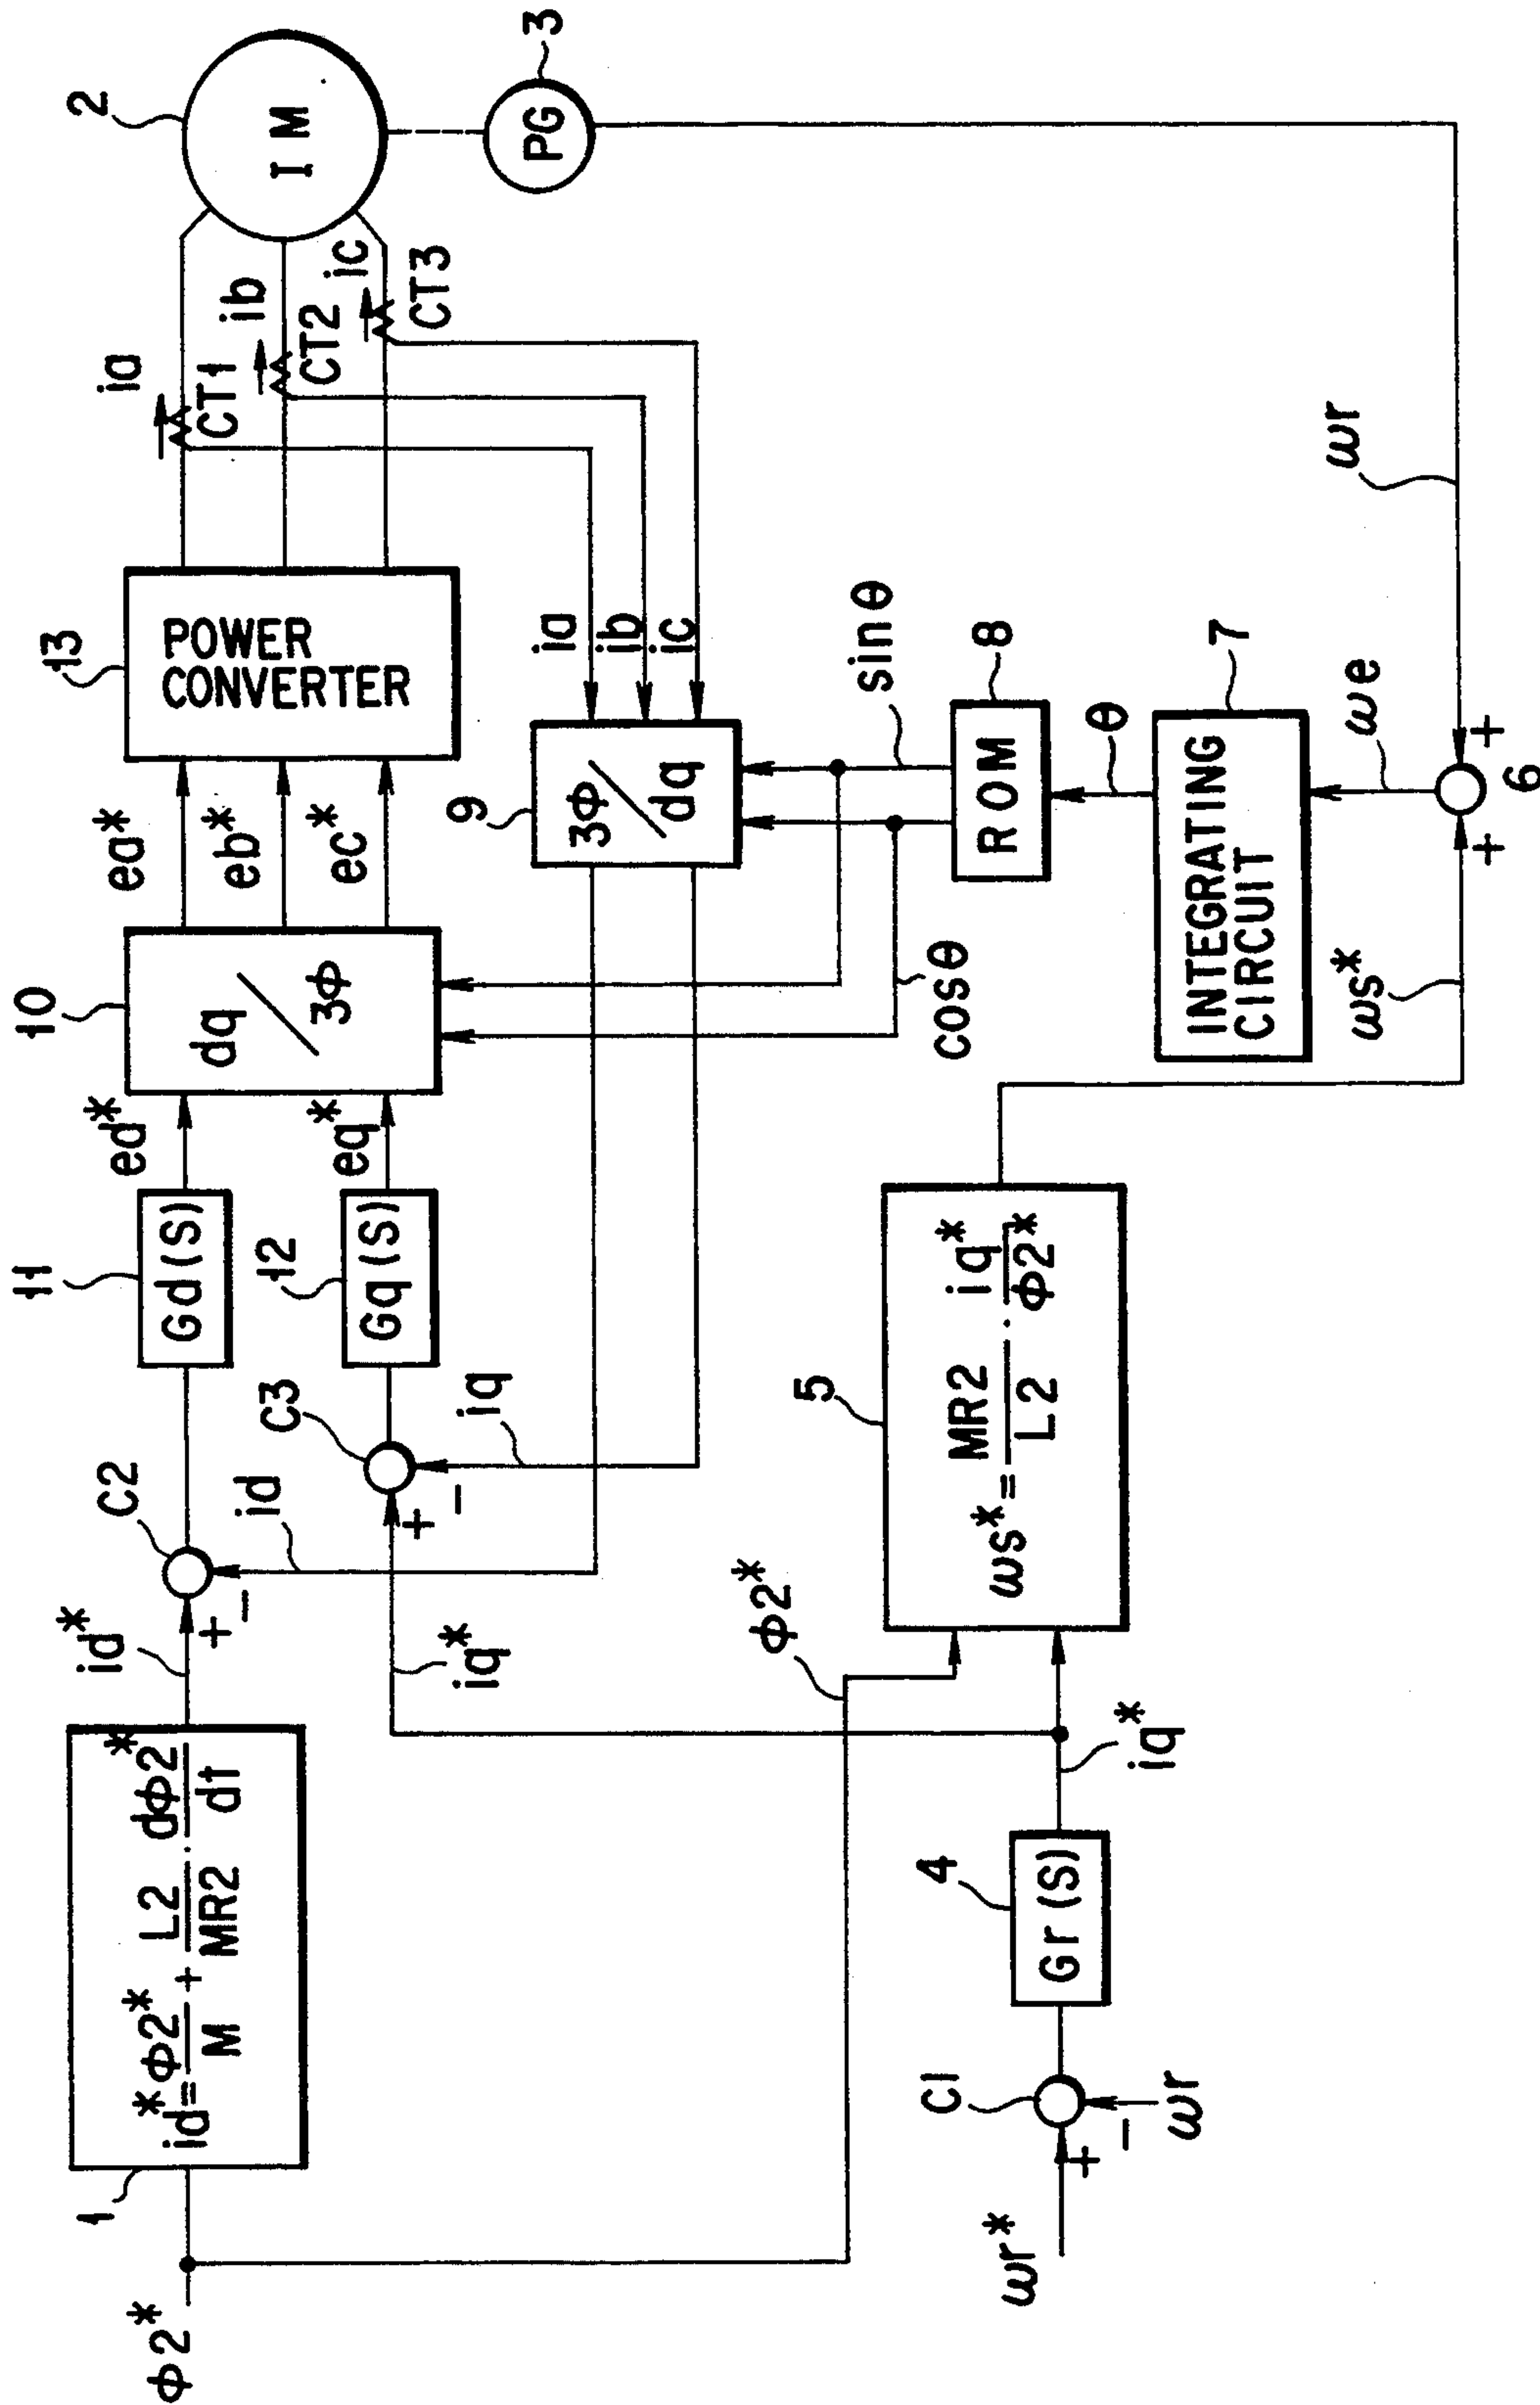 φ2*
1
id* = φ2*/M + L2/MR2 · dφ2*/dt
id*
+
-
C2
id
11
Gd(S)
ed*
10
dq/3φ
ea*
eb*
ec*
13
POWER
CONVERTER
ia
CT1
ib
CT2
ic
CT3
2
IM
3
PG
iq*
+
-
C3
iq
12
Gq(S)
eq*
9
3φ/dq
ia
ib
ic
cosθ
sinθ
8
ROM
θ
7
INTEGRATING
CIRCUIT
ωe
φ2*
5
ωs* = MR2/L2 · iq*/φ2*
ωs*
+
+
6
ωr
ωr*
+
-
ωr
C1
4
Gr(S)
iq*